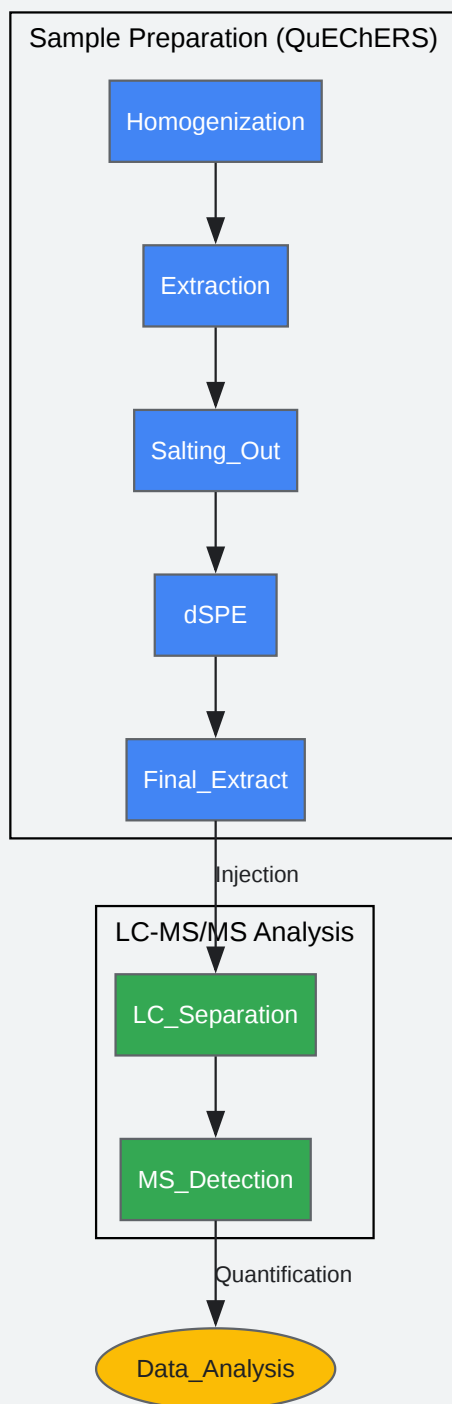 Sample Preparation (QuEChERS)
Homogenization
Extraction
Salting_Out
dSPE
Final_Extract
Injection
LC-MS/MS Analysis
LC_Separation
MS_Detection
Quantification
Data_Analysis